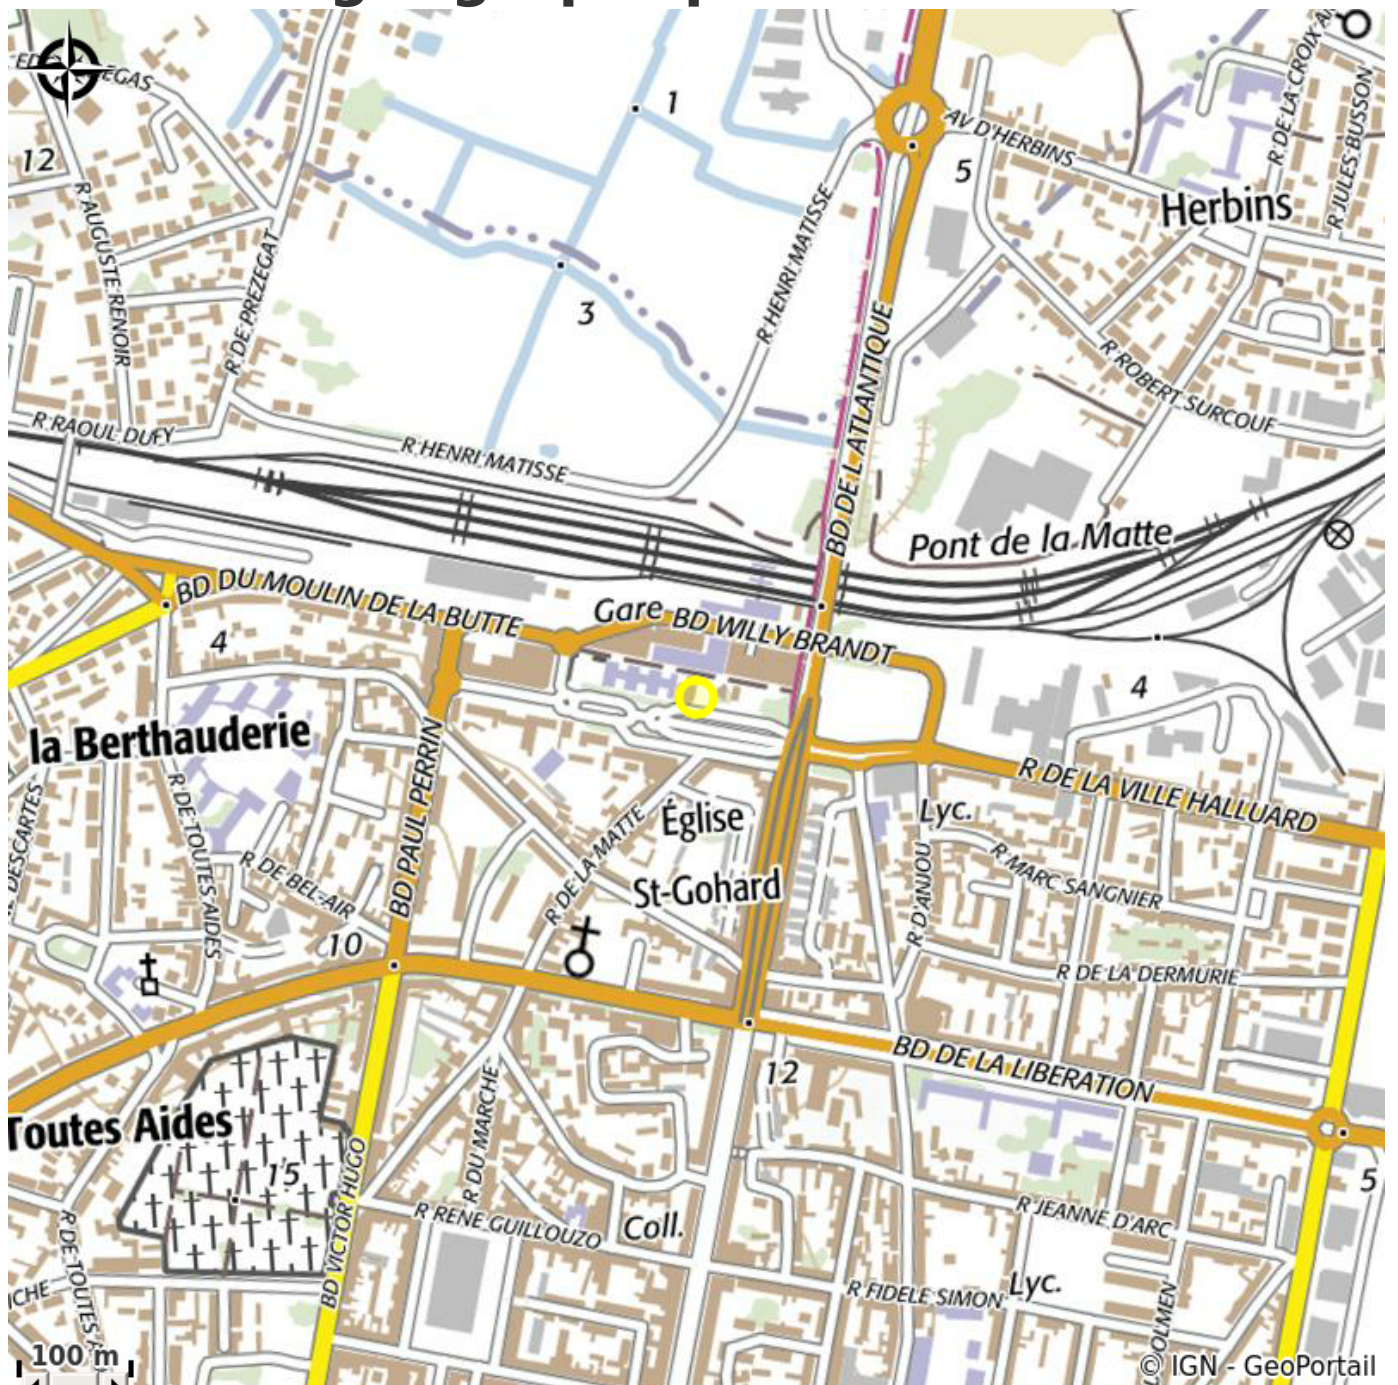 R DE LA CROIX
R JULES BUSSON
EGAS
1
AV D'HERBINS
12
5
R AUGUSTE RENOIR
R HENRI MATISSE
Herbins
R DE PREZEGAT
3
BD DE L'ATLANTIQUE
R ROBERT SURCOUF
R RAOUL DUFY
R HENRI MATISSE
Pont de la Matte
BD DU MOULIN DE LA BUTTE
Gare
BD WILLY BRANDT
4
4
la Berthauderie
BD PAUL PERRIN
R DE LA VILLE HALLUARD
DESCARTES
R DE TOUTES AIDES
R DE LA MATTE
Église
St-Gohard
Lyc.
R DE BEL-AIR
R D'ANJOU
R MARC SANGNIER
10
R DE LA DERMURIE
BD DE LA LIBERATION
12
Toutes Aides
15
R DU MARCHE
BD VICTOR HUGO
5
R RENE GUILLOUZO
Coll.
R JEANNE D'ARC
R DE TOUTES A
ICHE
R FIDELE SIMON
Lyc.
OLMEN
100 m
© IGN - GeoPortail